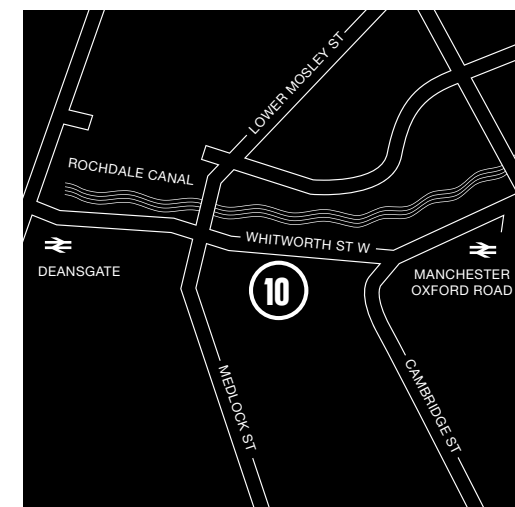 LOWER MOSLEY ST
ROCHDALE CANAL
WHITWORTH ST W
DEANSGATE
MANCHESTER
OXFORD ROAD
10
MEDLOCK ST
CAMBRIDGE ST